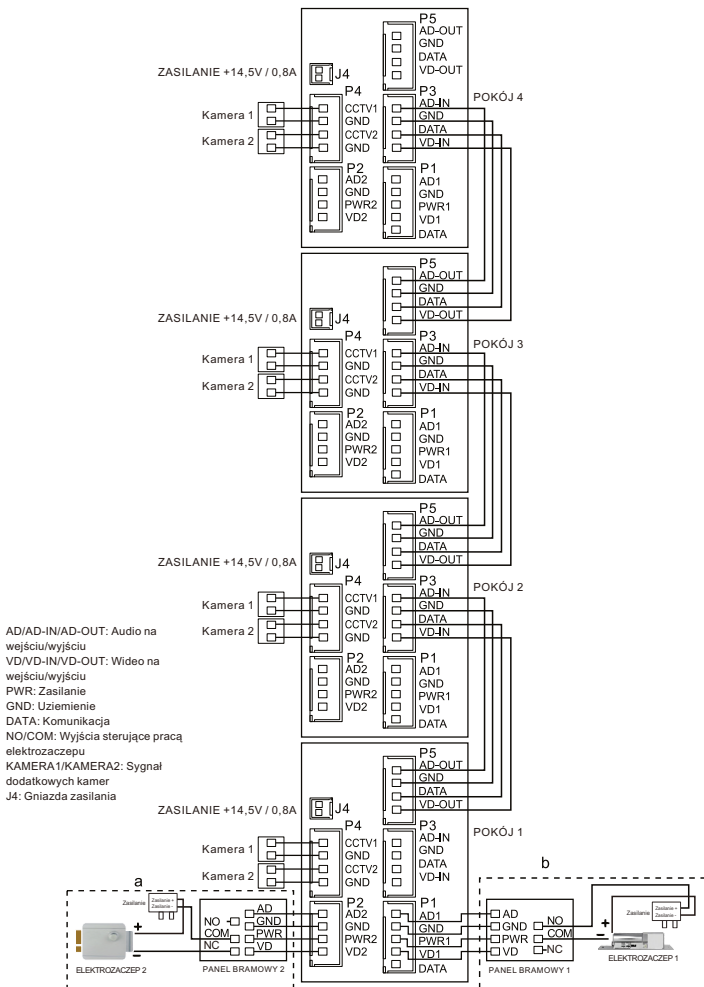 P5
AD-OUT
GND
DATA
VD-OUT
ZASILANIE +14,5V / 0,8A
J4
P4
CCTV1
GND
CCTV2
GND
Kamera 1
Kamera 2
P3
AD-IN
GND
DATA
VD-IN
POKÓJ 4
P2
AD2
GND
PWR2
VD2
P1
AD1
GND
PWR1
VD1
DATA
P5
AD-OUT
GND
DATA
VD-OUT
ZASILANIE +14,5V / 0,8A
J4
P4
CCTV1
GND
CCTV2
GND
Kamera 1
Kamera 2
P3
AD-IN
GND
DATA
VD-IN
POKÓJ 3
P2
AD2
GND
PWR2
VD2
P1
AD1
GND
PWR1
VD1
DATA
P5
AD-OUT
GND
DATA
VD-OUT
ZASILANIE +14,5V / 0,8A
J4
P4
CCTV1
GND
CCTV2
GND
Kamera 1
Kamera 2
P3
AD-IN
GND
DATA
VD-IN
POKÓJ 2
P2
AD2
GND
PWR2
VD2
P1
AD1
GND
PWR1
VD1
DATA
AD/AD-IN/AD-OUT: Audio na
wejściu/wyjściu
VD/VD-IN/VD-OUT: Wideo na
wejściu/wyjściu
PWR: Zasilanie
GND: Uziemienie
DATA: Komunikacja
NO/COM: Wyjścia sterujące pracą
elektrozaczepu
KAMERA1/KAMERA2: Sygnał
dodatkowych kamer
J4: Gniazda zasilania
P5
AD-OUT
GND
DATA
VD-OUT
ZASILANIE +14,5V / 0,8A
J4
P4
CCTV1
GND
CCTV2
GND
Kamera 1
Kamera 2
P3
AD-IN
GND
DATA
VD-IN
POKÓJ 1
P2
AD2
GND
PWR2
VD2
P1
AD1
GND
PWR1
VD1
DATA
a
Zasilanie
Zasilanie +
Zasilanie -
+
–
ELEKTROZACZEP 2
NO
COM
NC
AD
GND
PWR
VD
PANEL BRAMOWY 2
b
AD
GND
PWR
VD
NO
COM
NC
PANEL BRAMOWY 1
Zasilanie
Zasilanie +
Zasilanie -
+
–
ELEKTROZACZEP 1